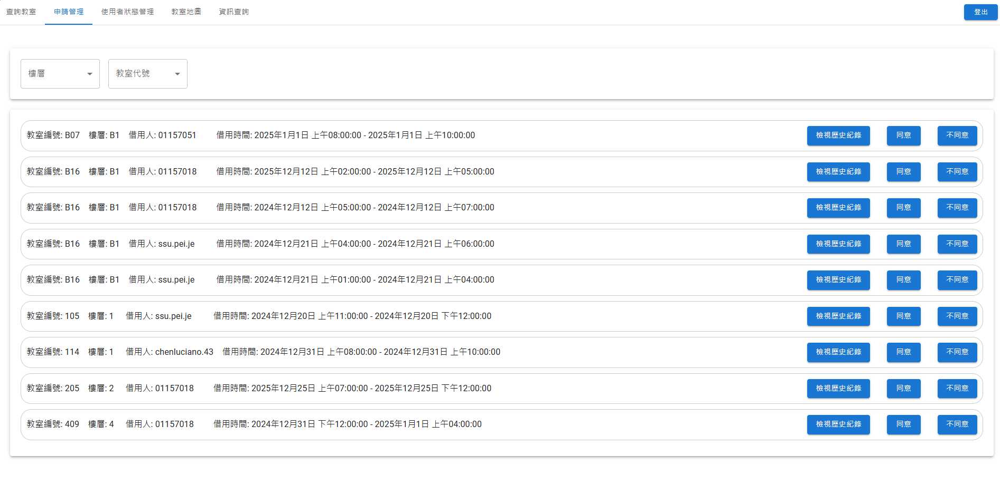 查詢教室 申請管理 使用者狀態管理 教室地圖 資訊查詢 登出
樓層 教室代號
教室編號: B07 樓層: B1 借用人: 01157051 借用時間: 2025年1月1日 上午08:00:00 - 2025年1月1日 上午10:00:00 檢視歷史紀錄 同意 不同意
教室編號: B16 樓層: B1 借用人: 01157018 借用時間: 2025年12月12日 上午02:00:00 - 2025年12月12日 上午05:00:00 檢視歷史紀錄 同意 不同意
教室編號: B16 樓層: B1 借用人: 01157018 借用時間: 2024年12月12日 上午05:00:00 - 2024年12月12日 上午07:00:00 檢視歷史紀錄 同意 不同意
教室編號: B16 樓層: B1 借用人: ssu.pei.je 借用時間: 2024年12月21日 上午04:00:00 - 2024年12月21日 上午06:00:00 檢視歷史紀錄 同意 不同意
教室編號: B16 樓層: B1 借用人: ssu.pei.je 借用時間: 2024年12月21日 上午01:00:00 - 2024年12月21日 上午04:00:00 檢視歷史紀錄 同意 不同意
教室編號: 105 樓層: 1 借用人: ssu.pei.je 借用時間: 2024年12月20日 上午11:00:00 - 2024年12月20日 下午12:00:00 檢視歷史紀錄 同意 不同意
教室編號: 114 樓層: 1 借用人: chenluciano.43 借用時間: 2024年12月31日 上午08:00:00 - 2024年12月31日 上午10:00:00 檢視歷史紀錄 同意 不同意
教室編號: 205 樓層: 2 借用人: 01157018 借用時間: 2025年12月25日 上午07:00:00 - 2025年12月25日 下午12:00:00 檢視歷史紀錄 同意 不同意
教室編號: 409 樓層: 4 借用人: 01157018 借用時間: 2024年12月31日 下午12:00:00 - 2025年1月1日 上午04:00:00 檢視歷史紀錄 同意 不同意